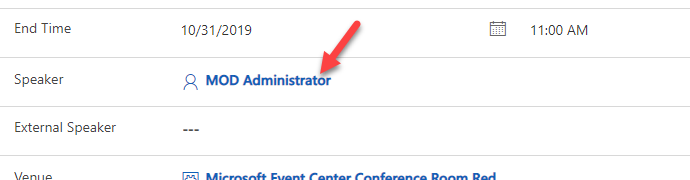 End Time 10/31/2019 11:00 AM
Speaker MOD Administrator
External Speaker ---
Venue Microsoft Event Center Conference Room Red